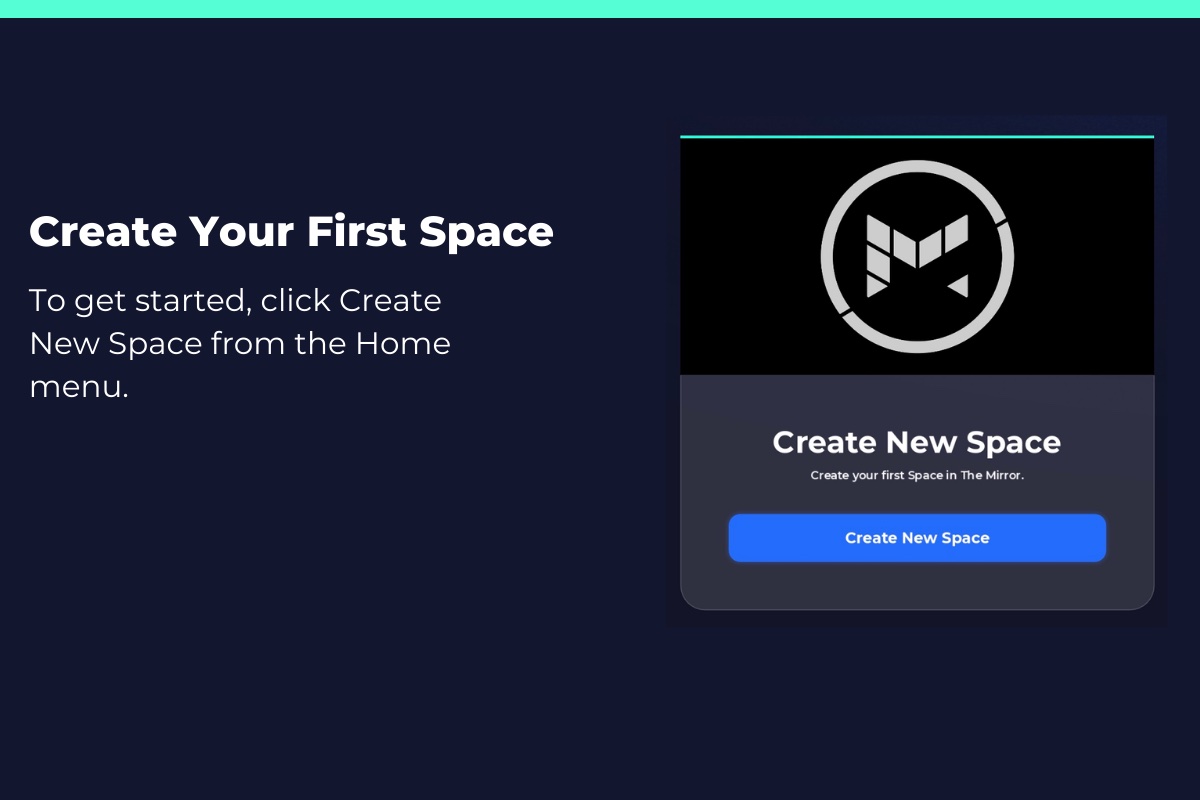 Create Your First Space
To get started, click Create
New Space from the Home
menu.
Create New Space
Create your first Space in The Mirror.
Create New Space